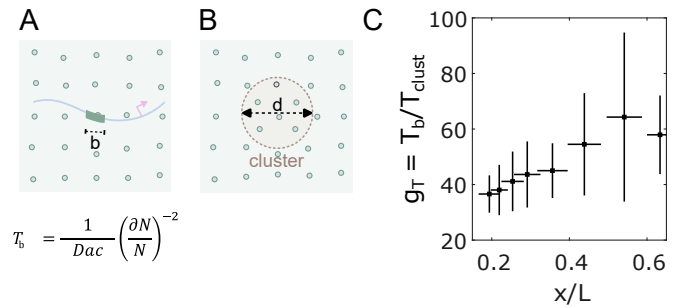 A
B
C
b
d
cluster
T_b = 1/Dac (∂N/N)^−2
g_T = T_b/T_clust
100
80
60
40
20
0.2 0.4 0.6
x/L